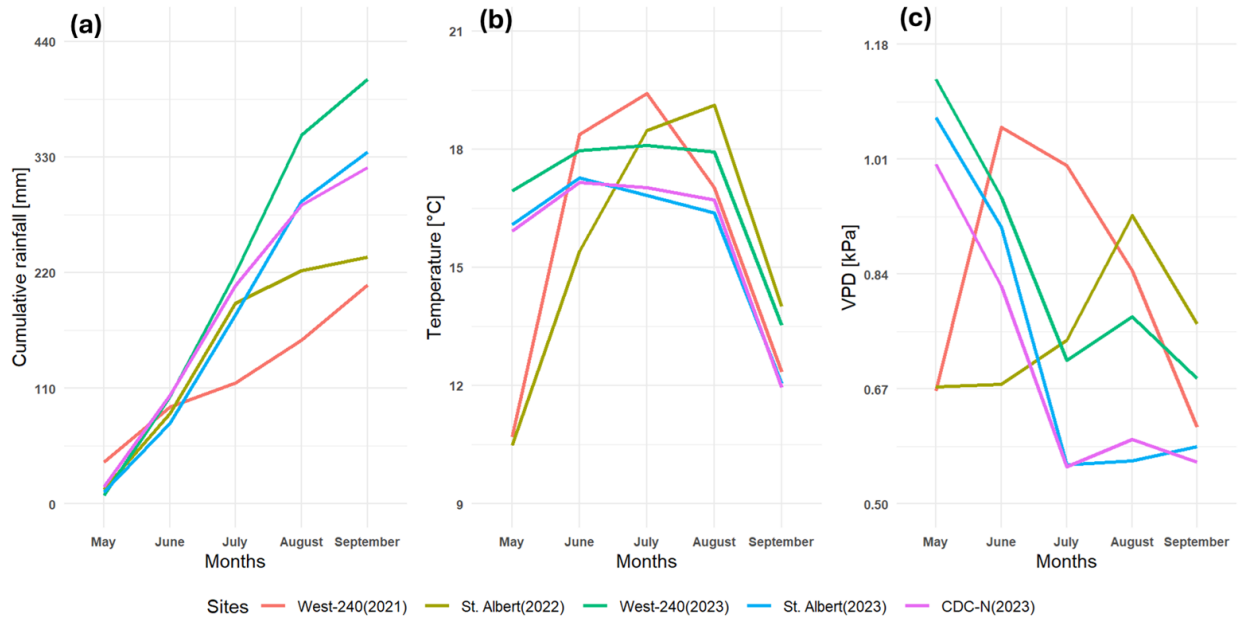 (a)
Cumulative rainfall [mm]
440
330
220
110
0
May June July August September
Months
(b)
Temperature [°C]
21
18
15
12
9
May June July August September
Months
(c)
VPD [kPa]
1.18
1.01
0.84
0.67
0.50
May June July August September
Months
Sites West-240(2021) St. Albert(2022) West-240(2023) St. Albert(2023) CDC-N(2023)